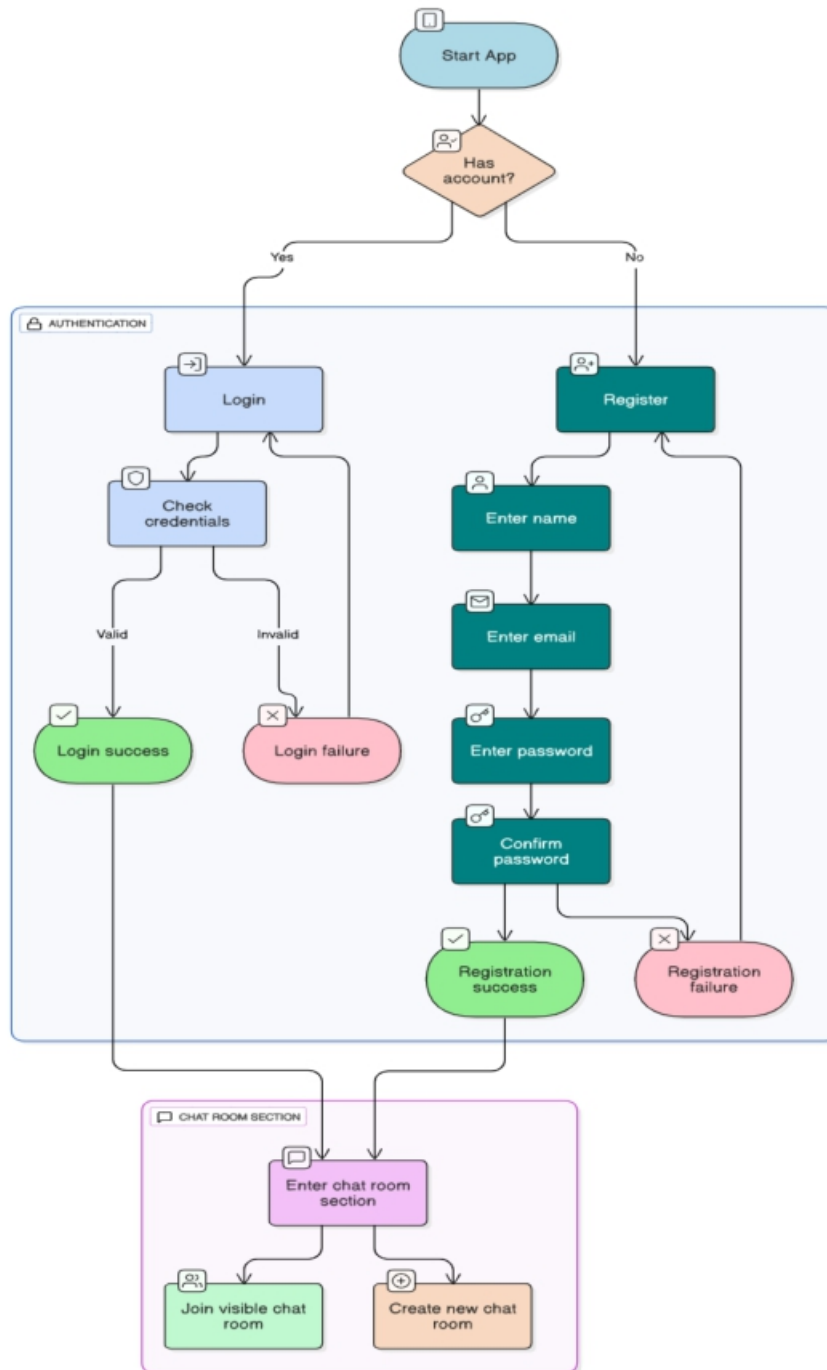 Start App
Has
account?
Yes
No
AUTHENTICATION
Login
Register
Check
credentials
Enter name
Valid
Invalid
Enter email
Login success
Login failure
Enter password
Confirm
password
Registration
success
Registration
failure
CHAT ROOM SECTION
Enter chat room
section
Join visible chat
room
Create new chat
room